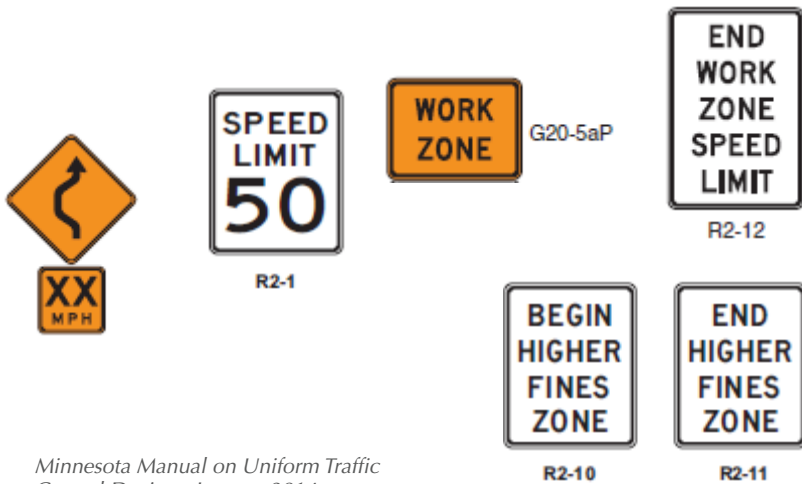 XX
MPH
SPEED
LIMIT
50
R2-1
WORK
ZONE
G20-5aP
END
WORK
ZONE
SPEED
LIMIT
R2-12
BEGIN
HIGHER
FINES
ZONE
R2-10
END
HIGHER
FINES
ZONE
R2-11
Minnesota Manual on Uniform Traffic